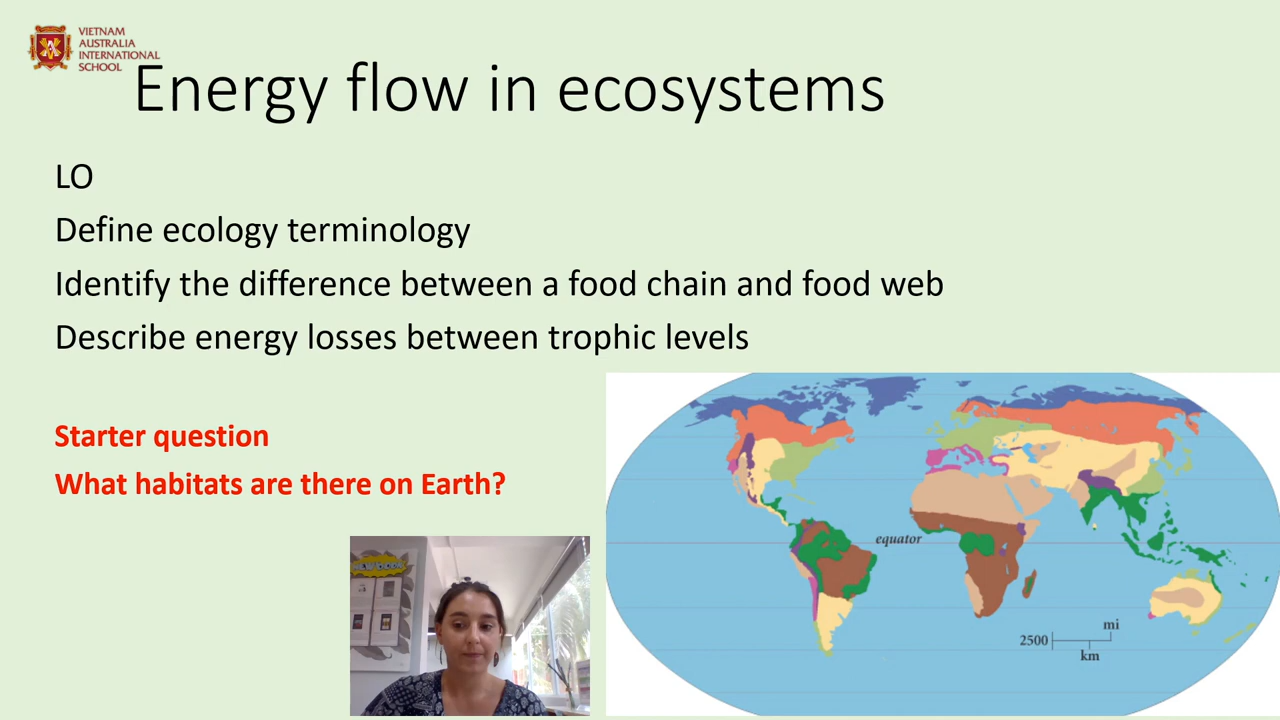 VIETNAM
AUSTRALIA
INTERNATIONAL
SCHOOL
Energy flow in ecosystems
LO
Define ecology terminology
Identify the difference between a food chain and food web
Describe energy losses between trophic levels
Starter question
What habitats are there on Earth?
equator
mi
2500
km